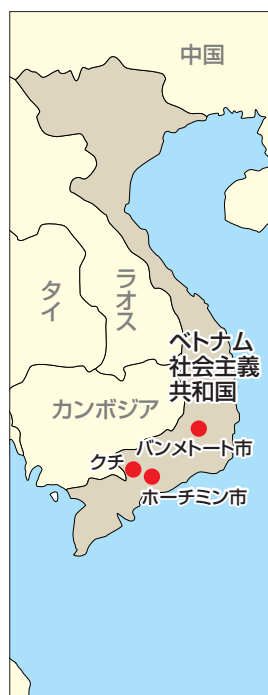 中国
タイ
ラオス
ベトナム
社会主義
共和国
カンボジア
バンメトート市
クチ
ホーチミン市